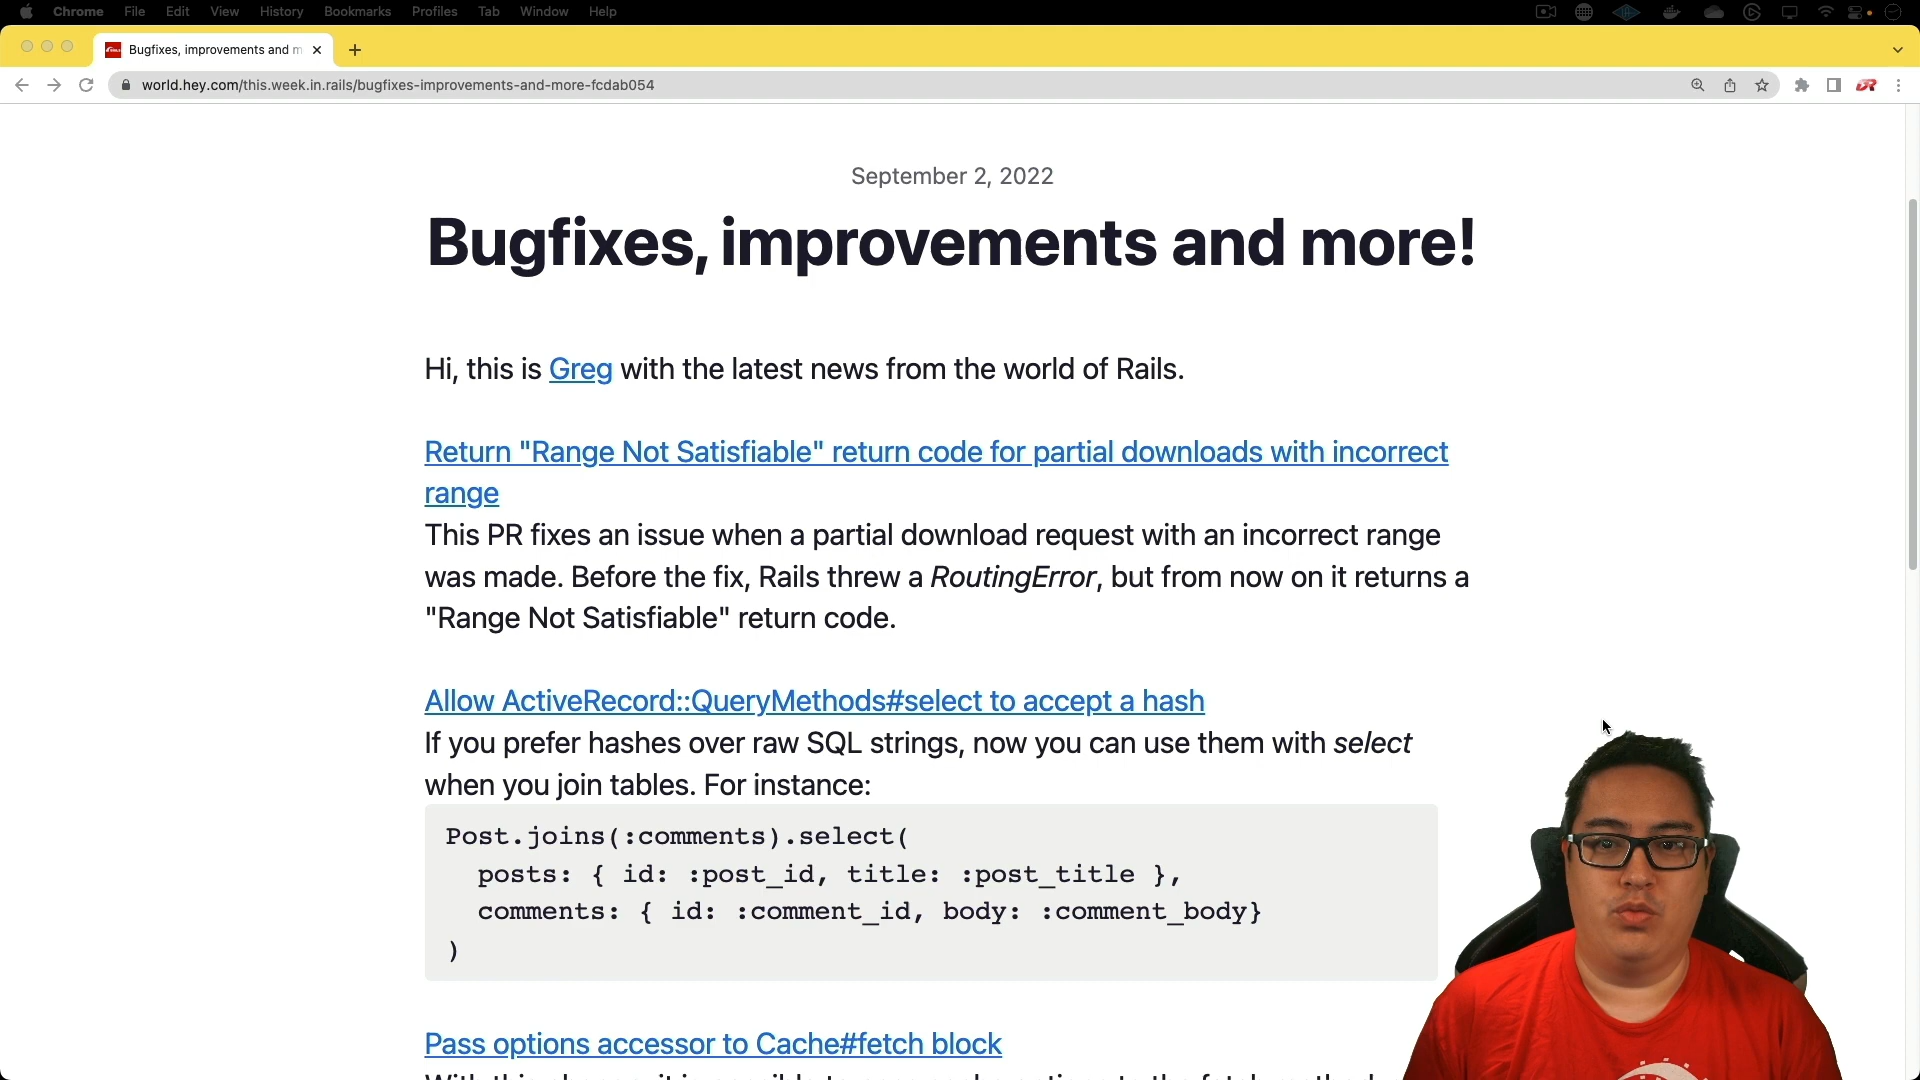 Chrome File Edit View History Bookmarks Profiles Tab Window Help
Bugfixes, improvements and m
world.hey.com/this.week.in.rails/bugfixes-improvements-and-more-fcdab054
September 2, 2022
Bugfixes, improvements and more!
Hi, this is Greg with the latest news from the world of Rails.
Return "Range Not Satisfiable" return code for partial downloads with incorrect
range
This PR fixes an issue when a partial download request with an incorrect range
was made. Before the fix, Rails threw a RoutingError, but from now on it returns a
"Range Not Satisfiable" return code.
Allow ActiveRecord::QueryMethods#select to accept a hash
If you prefer hashes over raw SQL strings, now you can use them with select
when you join tables. For instance:
Post.joins(:comments).select(
posts: { id: :post_id, title: :post_title },
comments: { id: :comment_id, body: :comment_body}
)
Pass options accessor to Cache#fetch block